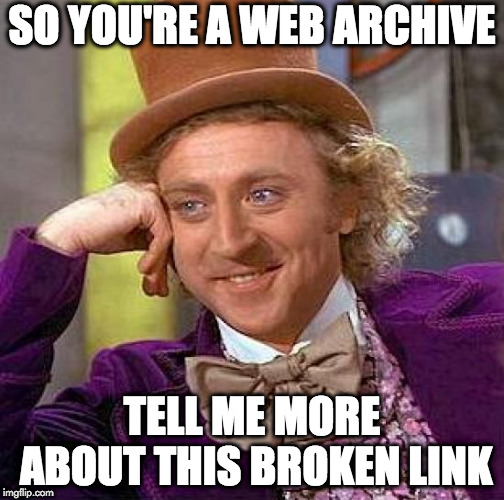 SO YOU'RE A WEB ARCHIVE
TELL ME MORE
ABOUT THIS BROKEN LINK
imgflip.com